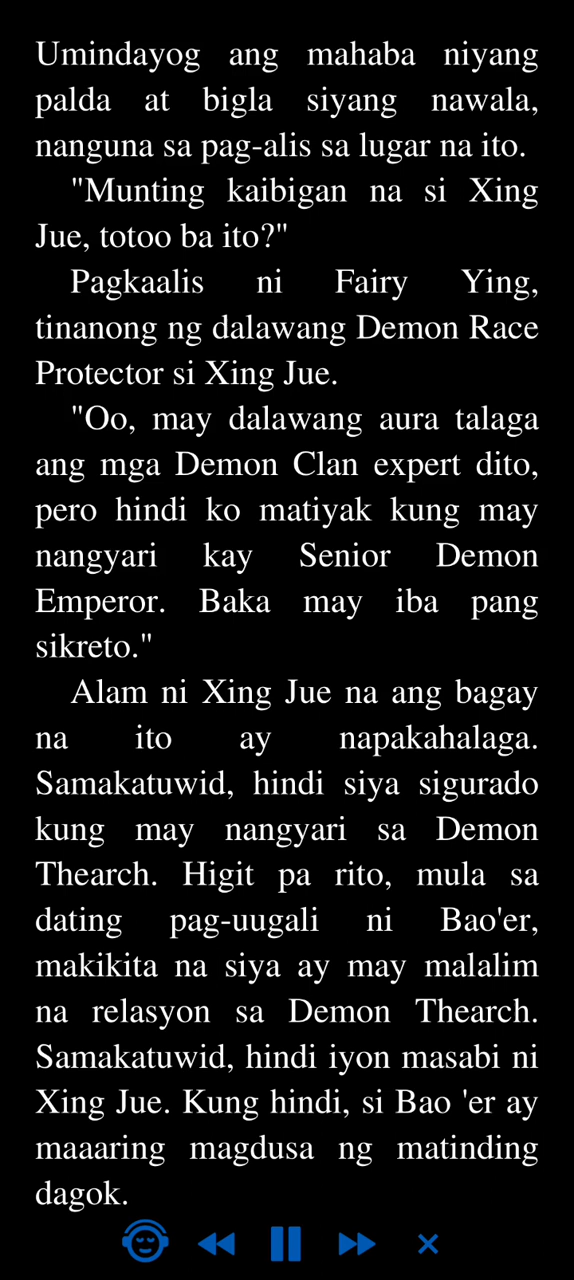 Umindayog ang mahaba niyang
palda at bigla siyang nawala,
nanguna sa pag-alis sa lugar na ito.
"Munting kaibigan na si Xing
Jue, totoo ba ito?"
Pagkaalis ni Fairy Ying,
tinanong ng dalawang Demon Race
Protector si Xing Jue.
"Oo, may dalawang aura talaga
ang mga Demon Clan expert dito,
pero hindi ko matiyak kung may
nangyari kay Senior Demon
Emperor. Baka may iba pang
sikreto."
Alam ni Xing Jue na ang bagay
na ito ay napakahalaga.
Samakatuwid, hindi siya sigurado
kung may nangyari sa Demon
Thearch. Higit pa rito, mula sa
dating pag-uugali ni Bao'er,
makikita na siya ay may malalim
na relasyon sa Demon Thearch.
Samakatuwid, hindi iyon masabi ni
Xing Jue. Kung hindi, si Bao 'er ay
maaaring magdusa ng matinding
dagok.